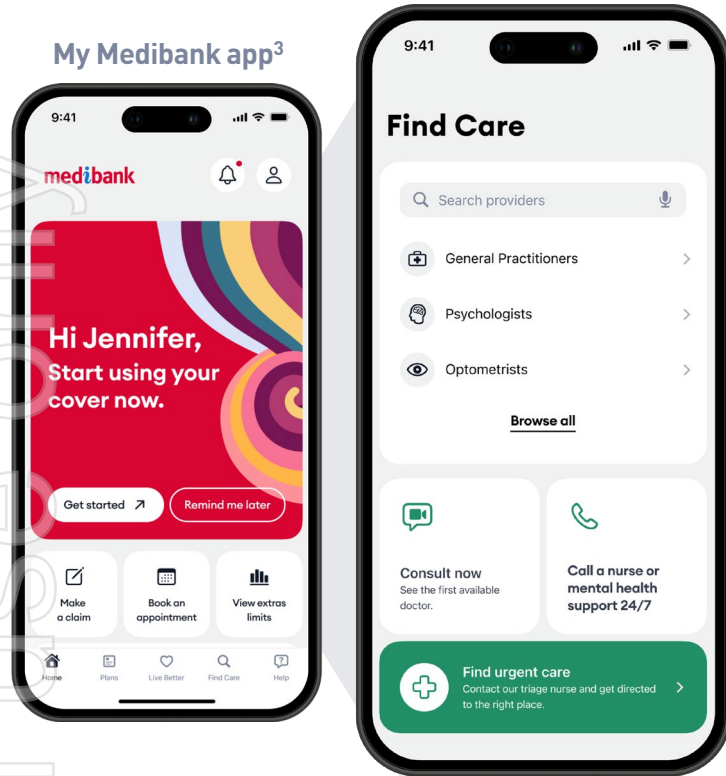 My Medibank app³
9:41
medibank
Hi Jennifer,
Start using your
cover now.
Get started
Remind me later
Make
a claim
Book an
appointment
View extras
limits
Home
Plans
Live Better
Find Care
Help
9:41
Find Care
Search providers
General Practitioners
Psychologists
Optometrists
Browse all
Consult now
See the first available
doctor.
Call a nurse or
mental health
support 24/7
Find urgent care
Contact our triage nurse and get directed
to the right place.